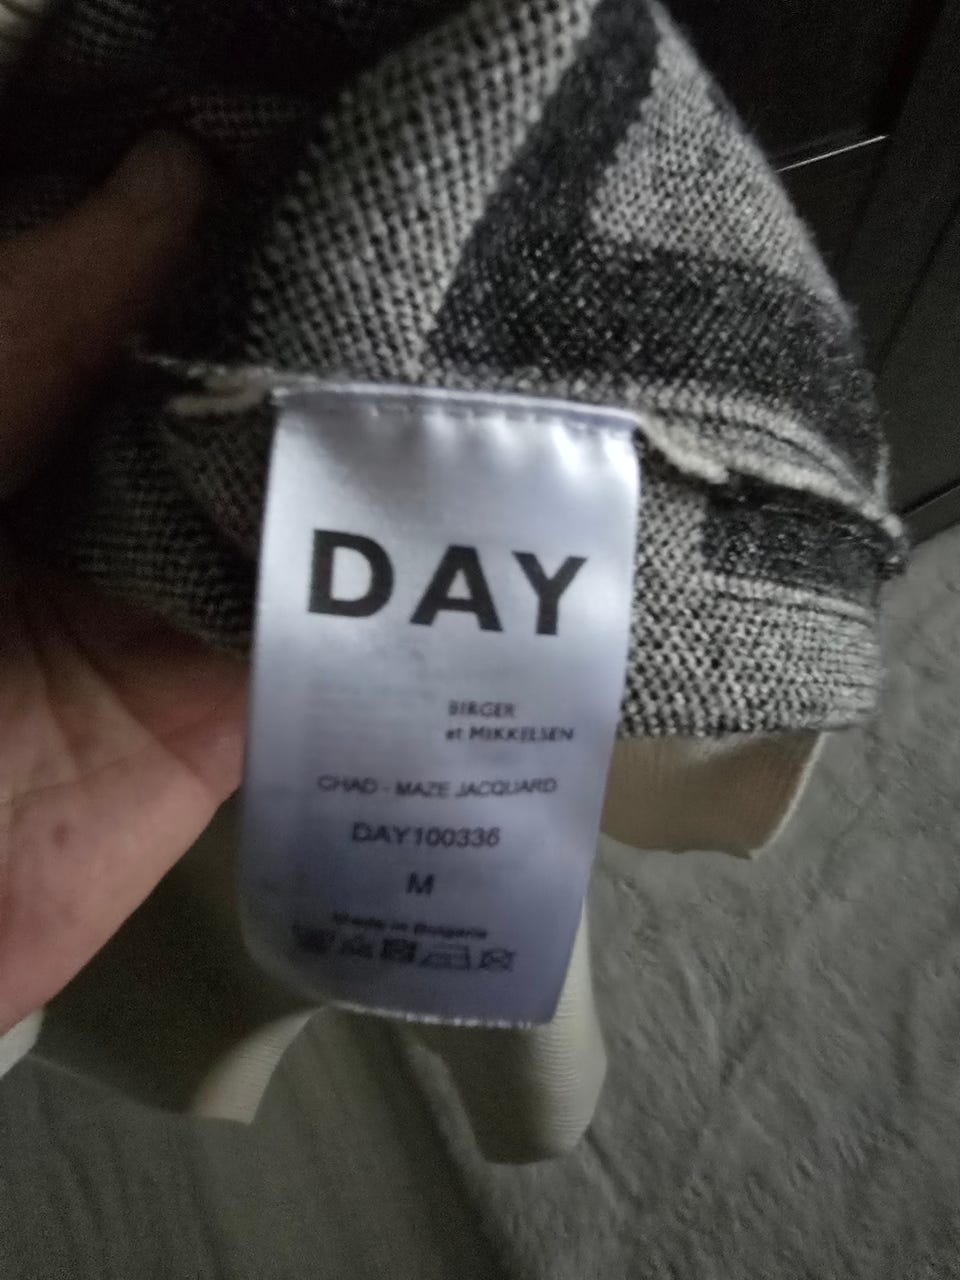 DAY
BIRGER
et MIKKELSEN
CHAD - MAZE JACQUARD
DAY100336
M
Made in Bulgaria